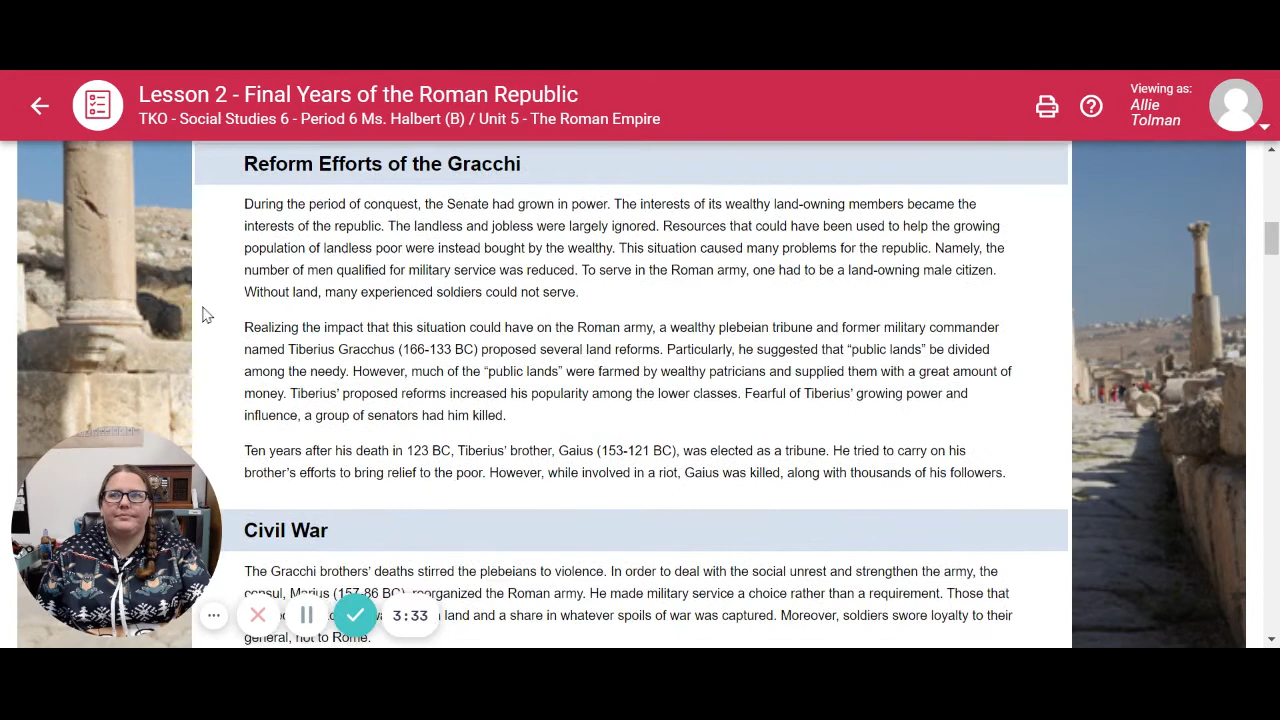 Lesson 2 - Final Years of the Roman Republic
TKO - Social Studies 6 - Period 6 Ms. Halbert (B) / Unit 5 - The Roman Empire
Viewing as:
Allie
Tolman
Reform Efforts of the Gracchi
During the period of conquest, the Senate had grown in power. The interests of its wealthy land-owning members became the
interests of the republic. The landless and jobless were largely ignored. Resources that could have been used to help the growing
population of landless poor were instead bought by the wealthy. This situation caused many problems for the republic. Namely, the
number of men qualified for military service was reduced. To serve in the Roman army, one had to be a land-owning male citizen.
Without land, many experienced soldiers could not serve.
Realizing the impact that this situation could have on the Roman army, a wealthy plebeian tribune and former military commander
named Tiberius Gracchus (166-133 BC) proposed several land reforms. Particularly, he suggested that “public lands” be divided
among the needy. However, much of the “public lands” were farmed by wealthy patricians and supplied them with a great amount of
money. Tiberius’ proposed reforms increased his popularity among the lower classes. Fearful of Tiberius’ growing power and
influence, a group of senators had him killed.
Ten years after his death in 123 BC, Tiberius’ brother, Gaius (153-121 BC), was elected as a tribune. He tried to carry on his
brother’s efforts to bring relief to the poor. However, while involved in a riot, Gaius was killed, along with thousands of his followers.
Civil War
The Gracchi brothers’ deaths stirred the plebeians to violence. In order to deal with the social unrest and strengthen the army, the
consul, Marius (157-86 BC), reorganized the Roman army. He made military service a choice rather than a requirement. Those that
land and a share in whatever spoils of war was captured. Moreover, soldiers swore loyalty to their
general, not to Rome.
3:33